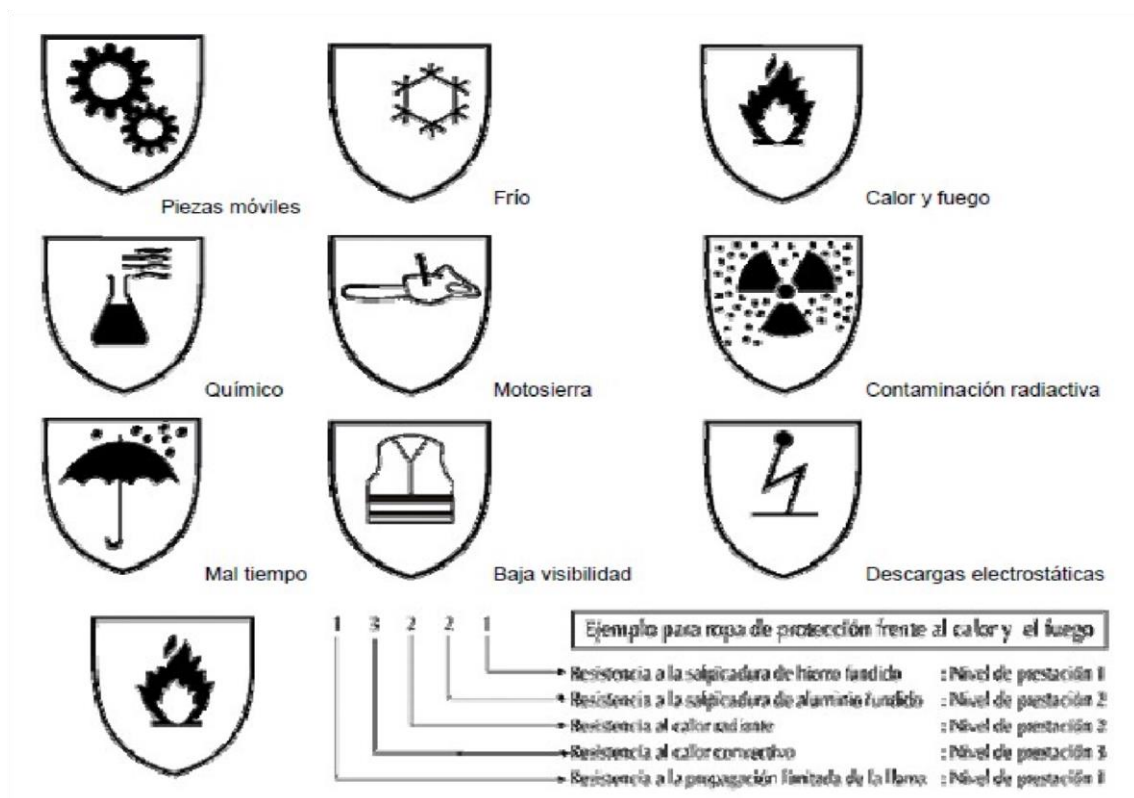 Piezas móviles
Frío
Calor y fuego
Químico
Motosierra
Contaminación radiactiva
Mal tiempo
Baja visibilidad
Descargas electrostáticas
1 3 2 2 1
Ejemplo para ropa de protección frente al calor y el fuego
Resistencia a la salpicadura de hierro fundido : Nivel de prestación 1
Resistencia a la salpicadura de aluminio fundido : Nivel de prestación 2
Resistencia al calor radiante : Nivel de prestación 2
Resistencia al calor convectivo : Nivel de prestación 3
Resistencia a la propagación limitada de la llama : Nivel de prestación 1